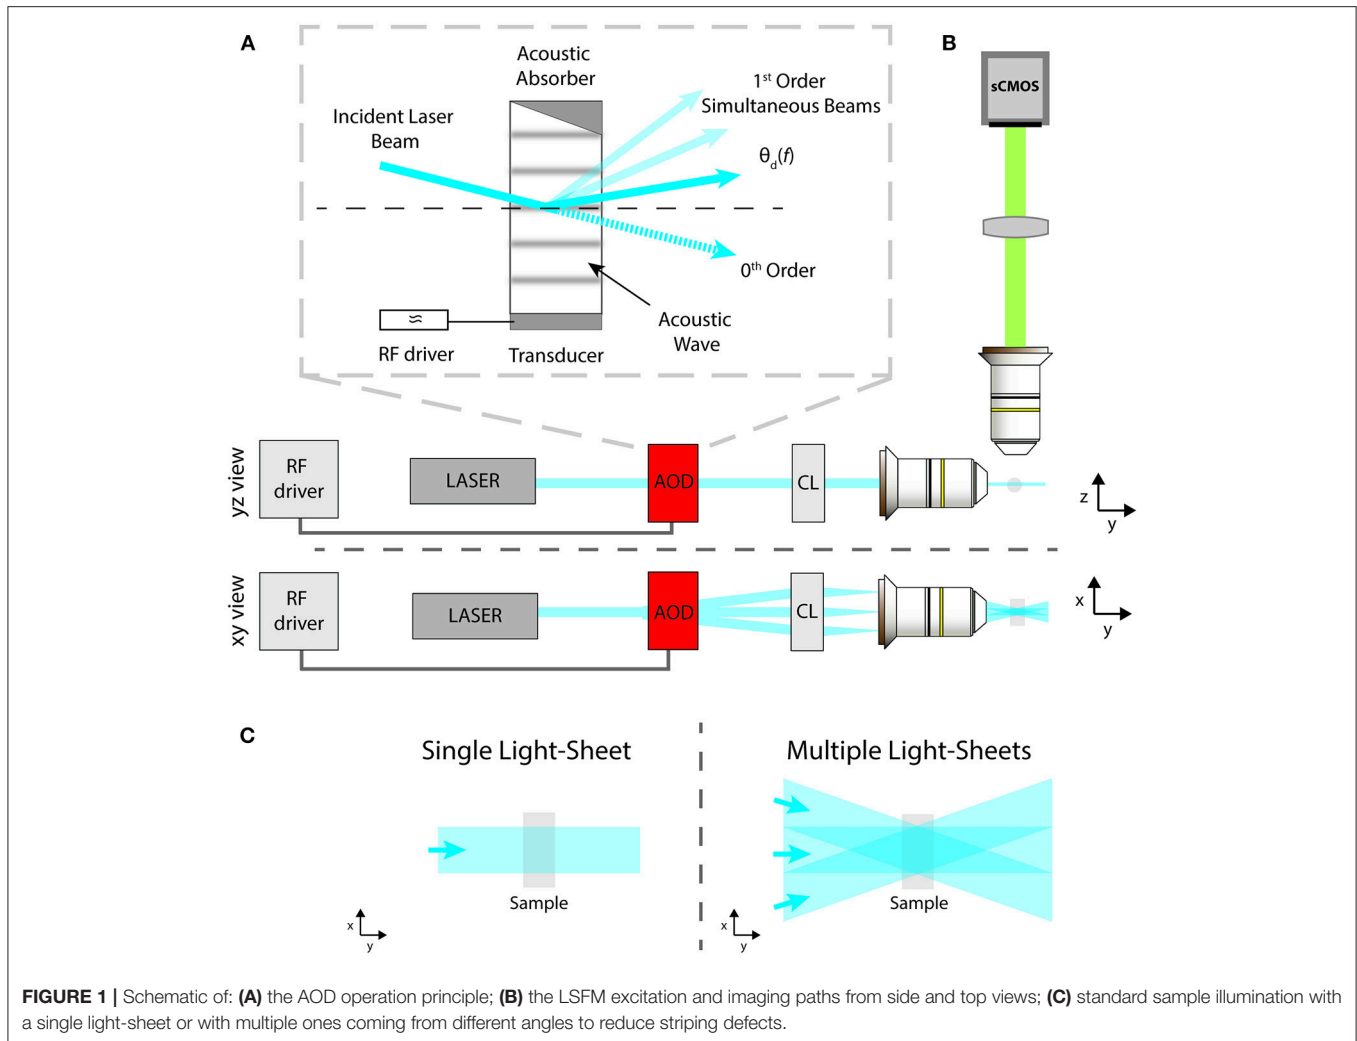 A
Acoustic
Absorber
1st Order
Simultaneous Beams
Incident Laser
Beam
θd(f)
0th Order
Acoustic
Wave
≈
RF driver
Transducer
B
sCMOS
yz view
RF
driver
LASER
AOD
CL
z
y
xy view
RF
driver
LASER
AOD
CL
x
y
C
Single Light-Sheet
Sample
x
y
Multiple Light-Sheets
Sample
x
y
FIGURE 1 | Schematic of: (A) the AOD operation principle; (B) the LSFM excitation and imaging paths from side and top views; (C) standard sample illumination with
a single light-sheet or with multiple ones coming from different angles to reduce striping defects.